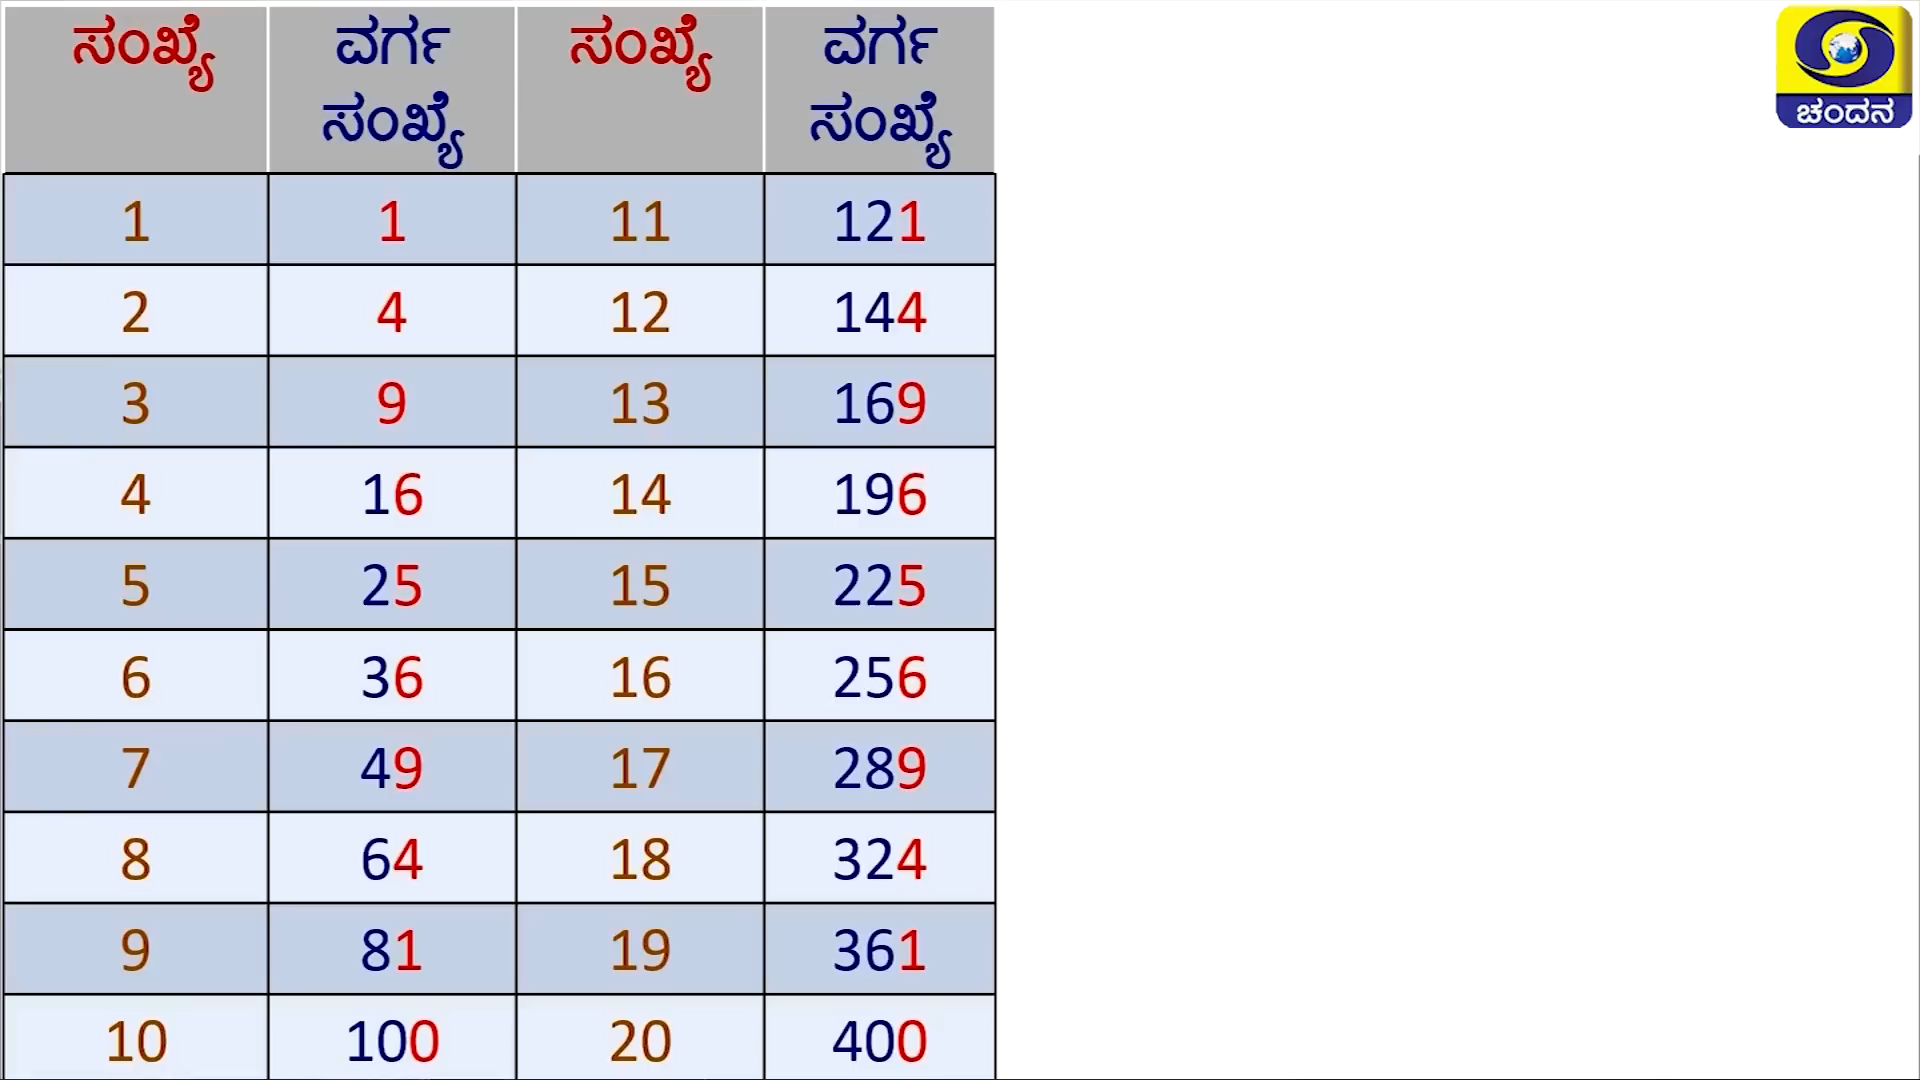 ಸಂಖ್ಯೆ ವರ್ಗ ಸಂಖ್ಯೆ ವರ್ಗ
ಸಂಖ್ಯೆ ಸಂಖ್ಯೆ
1 1 11 121
2 4 12 144
3 9 13 169
4 16 14 196
5 25 15 225
6 36 16 256
7 49 17 289
8 64 18 324
9 81 19 361
10 100 20 400
ಚಂದನ